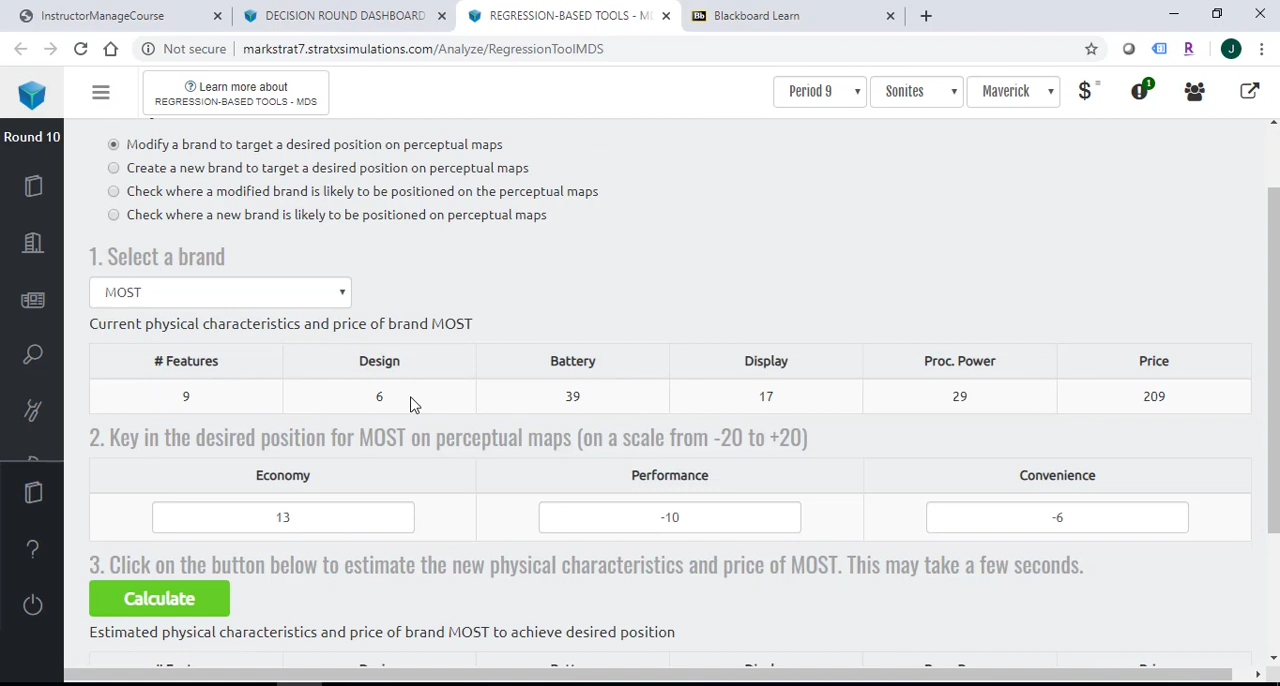 InstructorManageCourse
DECISION ROUND DASHBOARD
REGRESSION-BASED TOOLS - M
Bb Blackboard Learn
Not secure | markstrat7.stratxsimulations.com/Analyze/RegressionToolMDS
R
J
Learn more about
REGRESSION-BASED TOOLS - MDS
Period 9
Sonites
Maverick
$
1
Round 10
Modify a brand to target a desired position on perceptual maps
Create a new brand to target a desired position on perceptual maps
Check where a modified brand is likely to be positioned on the perceptual maps
Check where a new brand is likely to be positioned on perceptual maps
1. Select a brand
MOST
Current physical characteristics and price of brand MOST
# Features Design Battery Display Proc. Power Price
9 6 39 17 29 209
2. Key in the desired position for MOST on perceptual maps (on a scale from -20 to +20)
Economy Performance Convenience
13 -10 -6
3. Click on the button below to estimate the new physical characteristics and price of MOST. This may take a few seconds.
Calculate
Estimated physical characteristics and price of brand MOST to achieve desired position